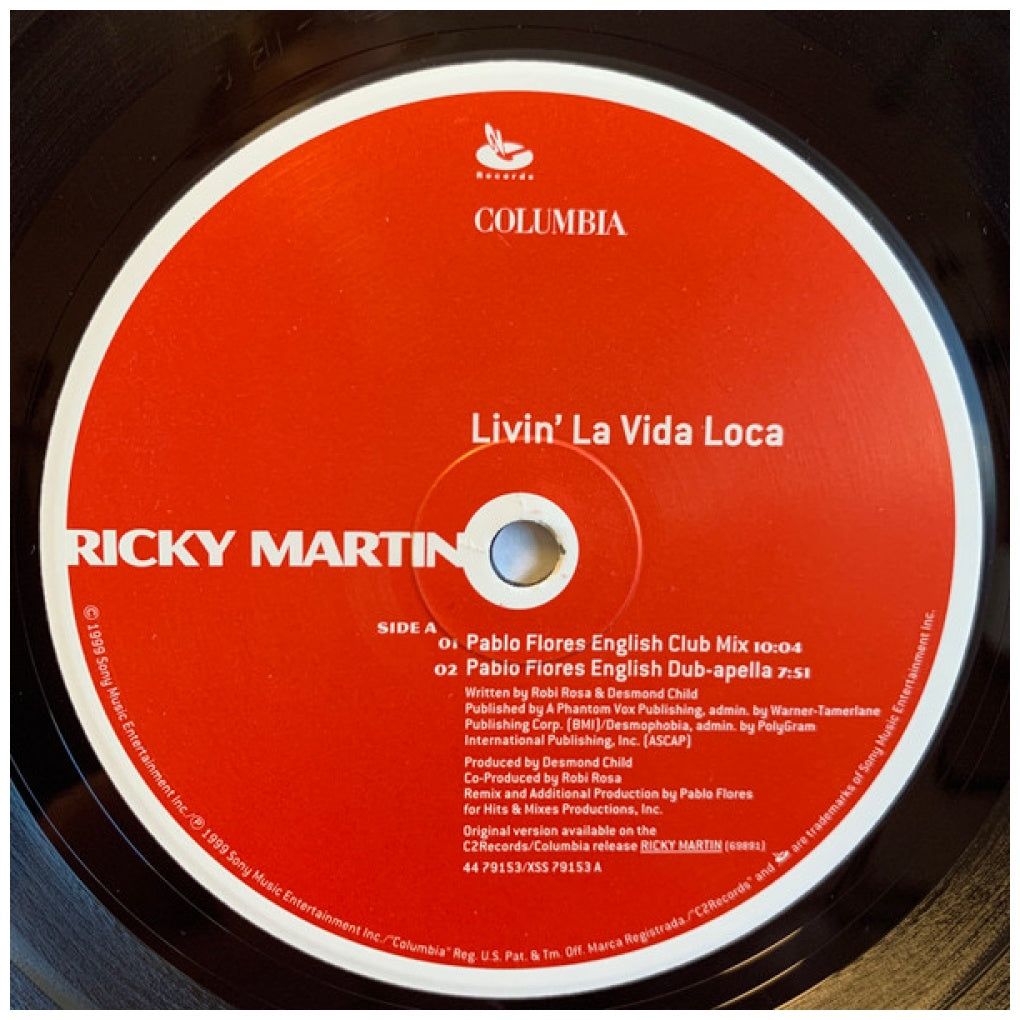 Records
COLUMBIA
Livin' La Vida Loca
RICKY MARTIN
SIDE A
01 Pablo Flores English Club Mix 10:04
02 Pablo Flores English Dub-apella 7:51
Written by Robi Rosa & Desmond Child
Published by A Phantom Vox Publishing, admin. by Warner-Tamerlane
Publishing Corp. (BMI)/Desmophobia, admin. by PolyGram
International Publishing, Inc. (ASCAP)
Produced by Desmond Child
Co-Produced by Robi Rosa
Remix and Additional Production by Pablo Flores
for Hits & Mixes Productions, Inc.
Original version available on the
C2Records/Columbia release RICKY MARTIN (69891)
44 79153/XSS 79153 A
© 1999 Sony Music Entertainment Inc./℗ 1999 Sony Music Entertainment Inc./"Columbia" Reg. U.S. Pat. & Tm. Off. Marca Registrada./"C2Records" and are trademarks of Sony Music Entertainment Inc.